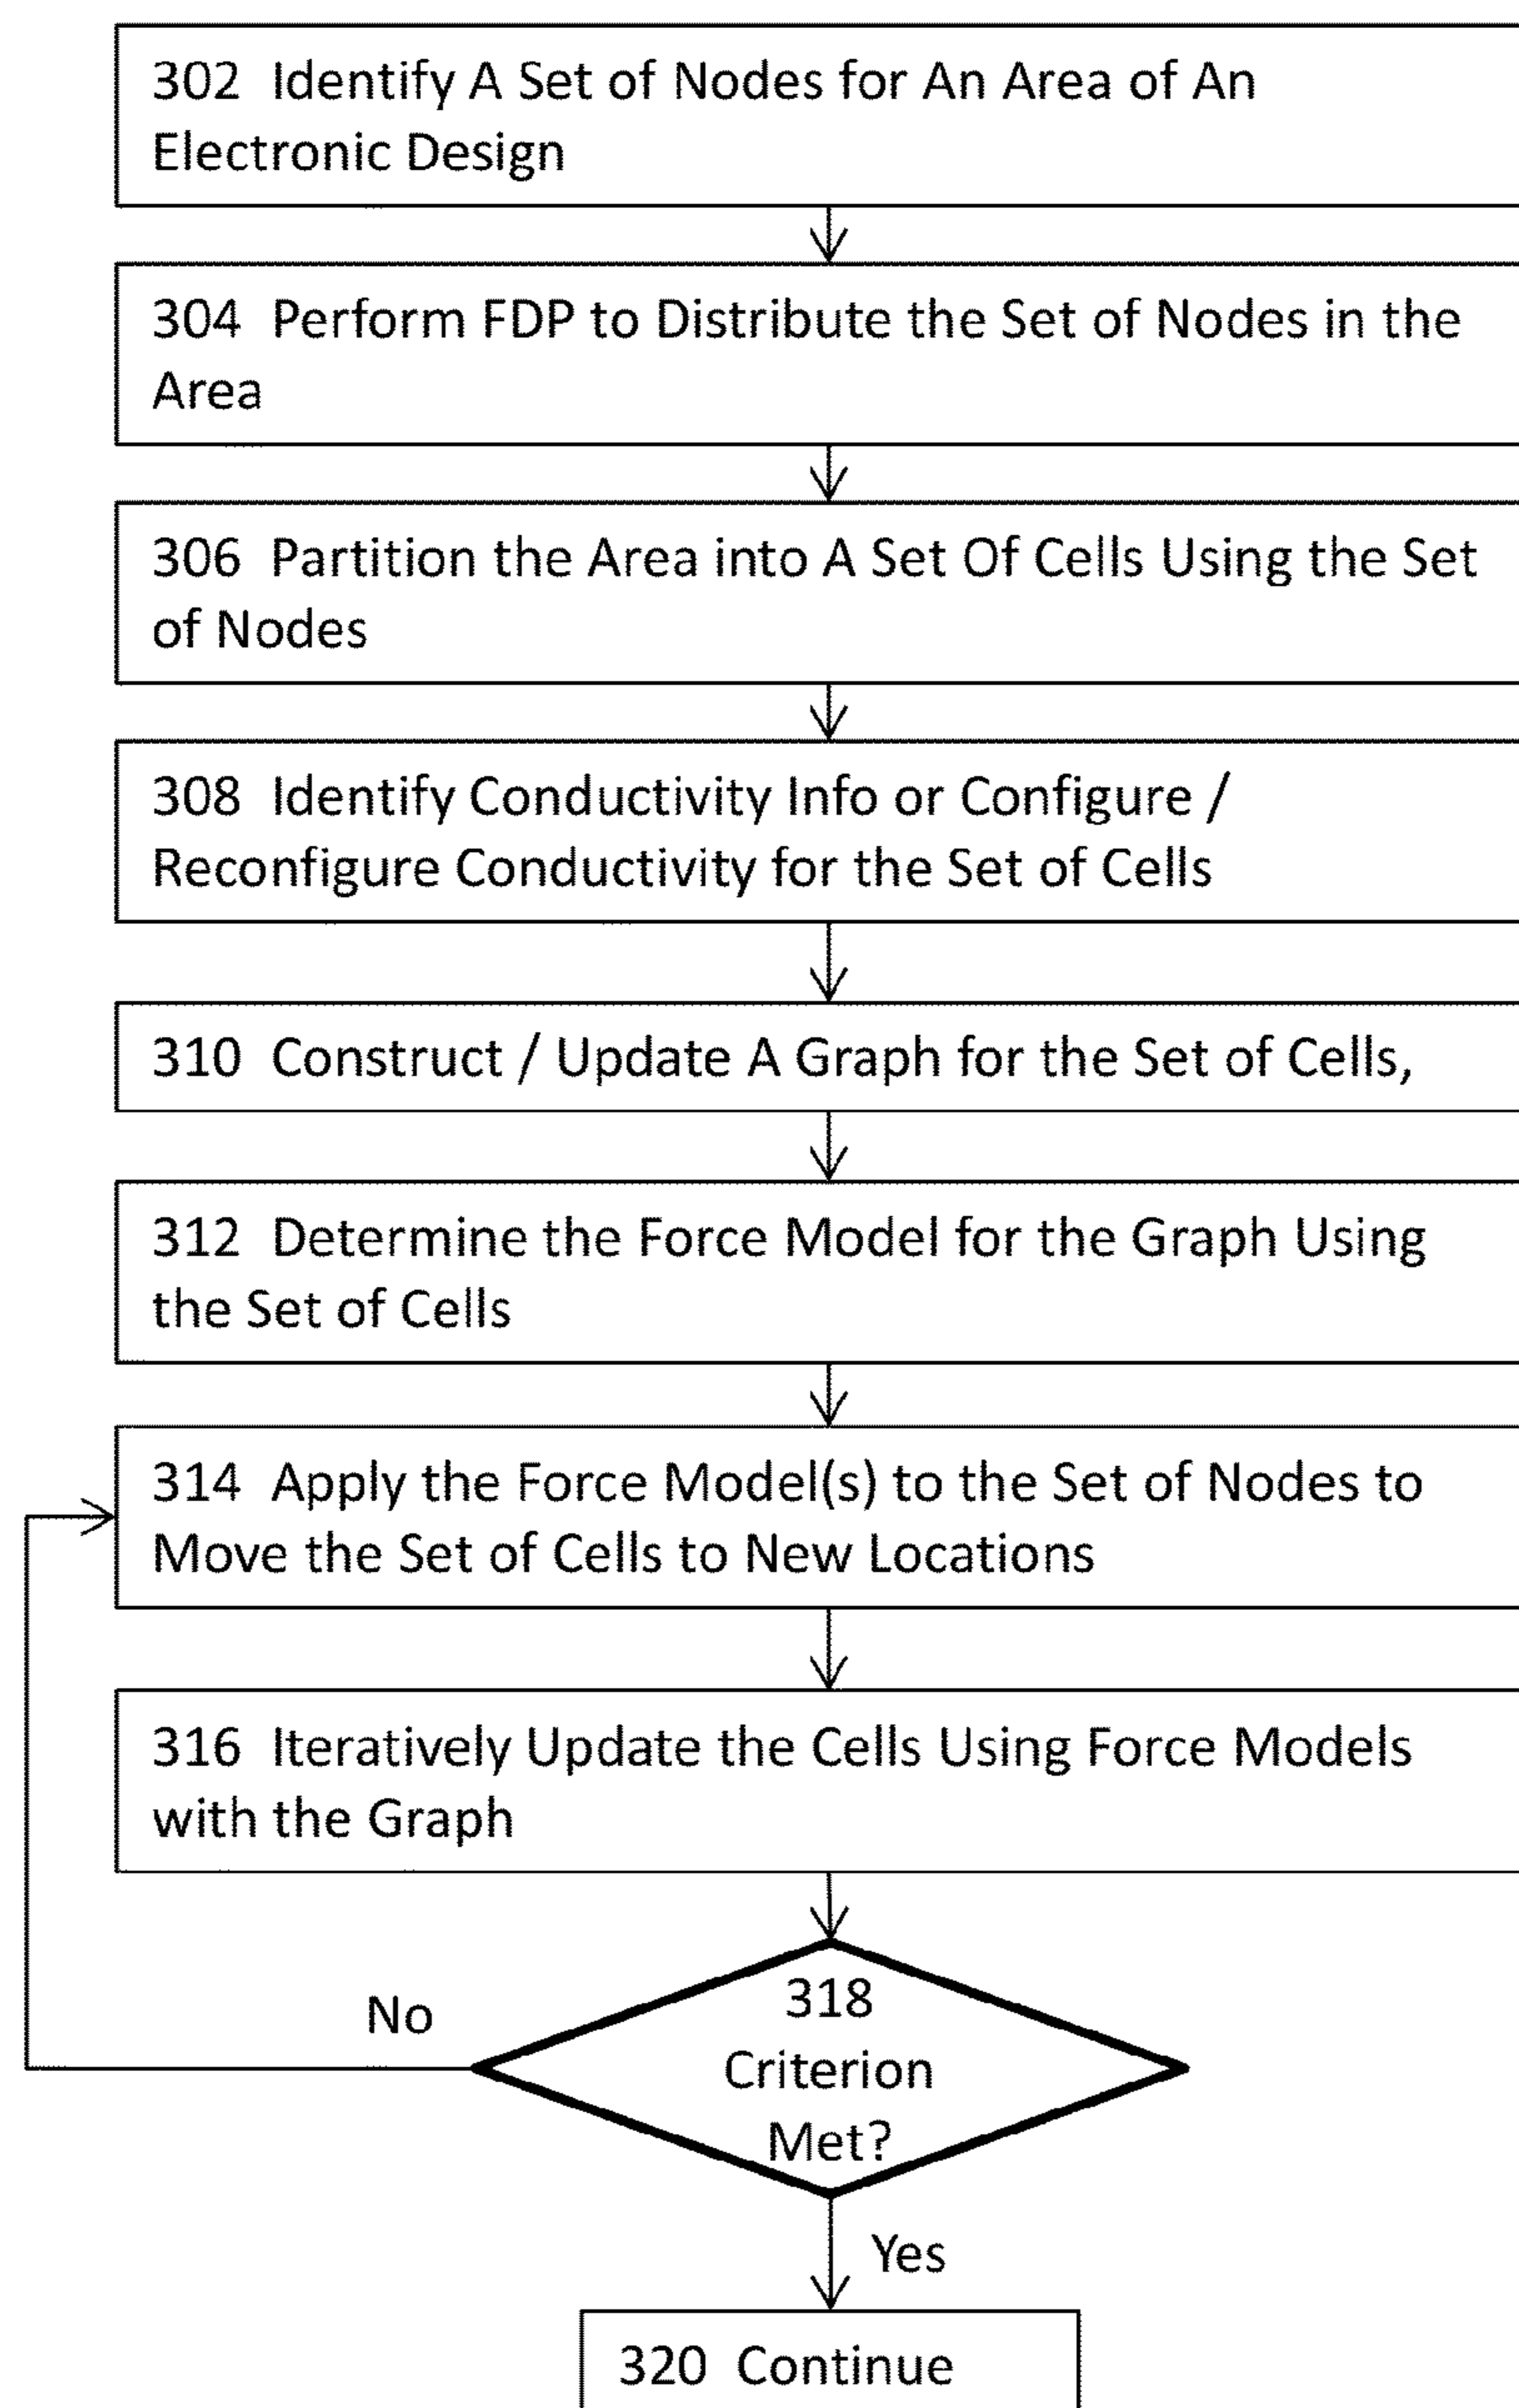 302 Identify A Set of Nodes for An Area of An
Electronic Design
304 Perform FDP to Distribute the Set of Nodes in the
Area
306 Partition the Area into A Set Of Cells Using the Set
of Nodes
308 Identify Conductivity Info or Configure /
Reconfigure Conductivity for the Set of Cells
310 Construct / Update A Graph for the Set of Cells,
312 Determine the Force Model for the Graph Using
the Set of Cells
314 Apply the Force Model(s) to the Set of Nodes to
Move the Set of Cells to New Locations
316 Iteratively Update the Cells Using Force Models
with the Graph
318
No
Criterion
Met?
Yes
320 Continue